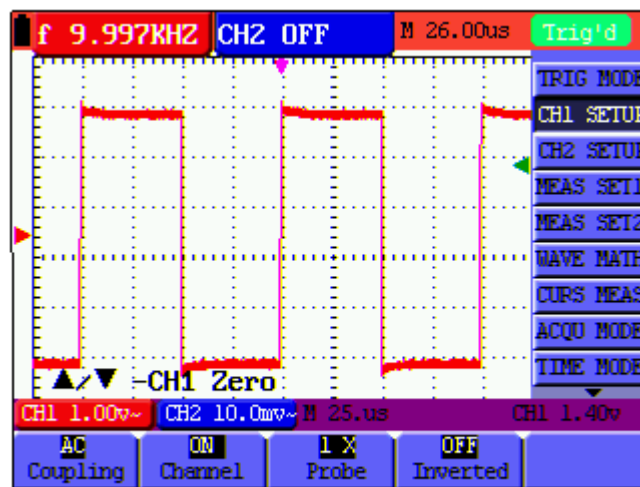 f 9.997KHZ CH2 OFF M 26.00us Trig'd
TRIG MODE
CH1 SETUP
CH2 SETUP
MEAS SET1
MEAS SET2
WAVE MATH
CURS MEAS
ACQU MODE
TIME MODE
▲/▼ -CH1 Zero
CH1 1.00v~ CH2 10.0mv~ M 25.us CH1 1.40v
AC ON 1 X OFF
Coupling Channel Probe Inverted